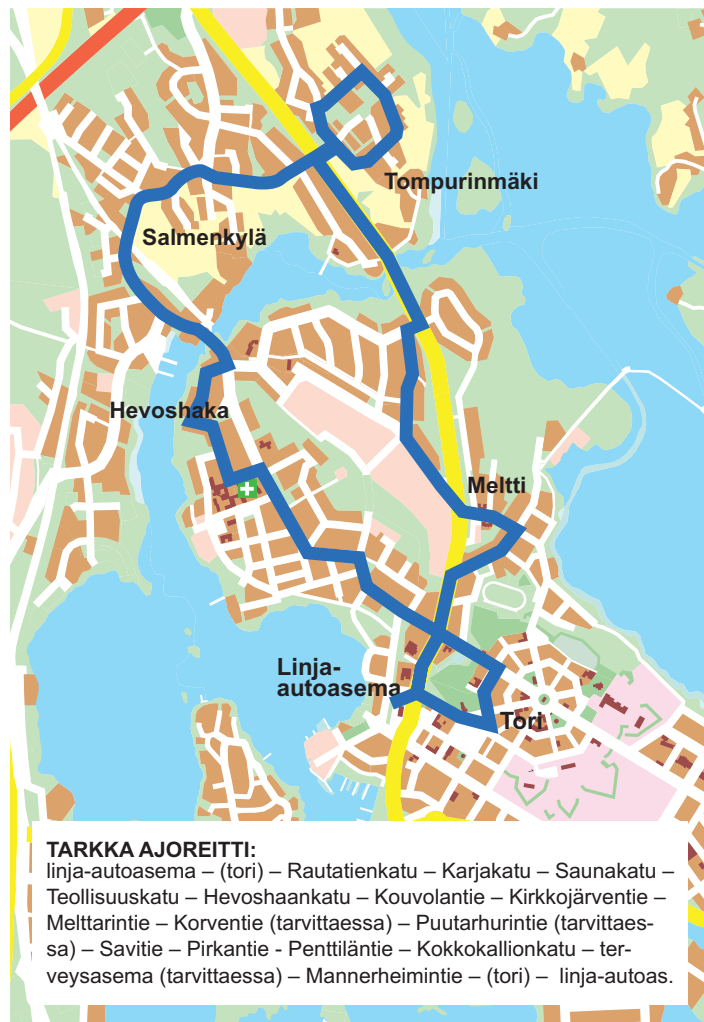 Tompurinmäki
Salmenkylä
Hevoshaka
Meltti
Linja-
autoasema
Tori
TARKKA AJOREITTI:
linja-autoasema – (tori) – Rautatienkatu – Karjakatu – Saunakatu –
Teollisuuskatu – Hevoshaankatu – Kouvolantie – Kirkkojärventie –
Melttarintie – Korventie (tarvittaessa) – Puutarhurintie (tarvittaes-
sa) – Savitie – Pirkantie - Penttiläntie – Kokkokallionkatu – ter-
veysasema (tarvittaessa) – Mannerheimintie – (tori) – linja-autoas.